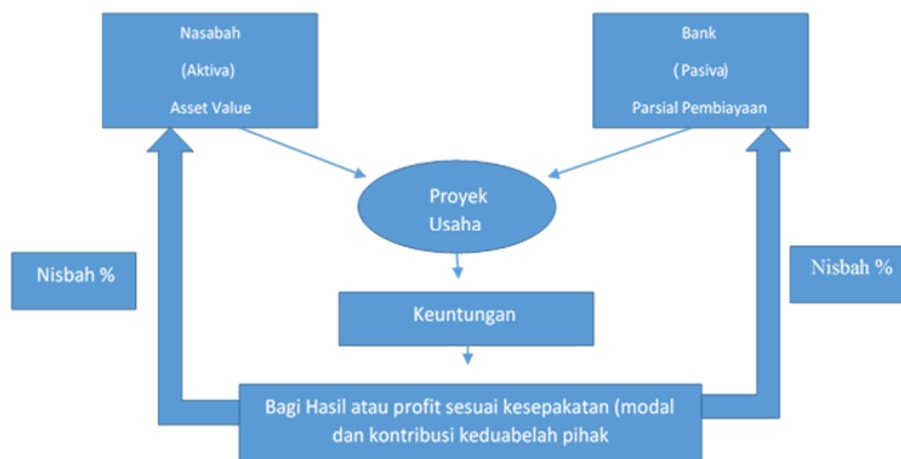 Nasabah
(Aktiva)
Asset Value
Bank
( Pasiva)
Parsial Pembiayaan
Proyek
Usaha
Nisbah %
Nisbah %
Keuntungan
Bagi Hasil atau profit sesuai kesepakatan (modal
dan kontribusi keduabelah pihak